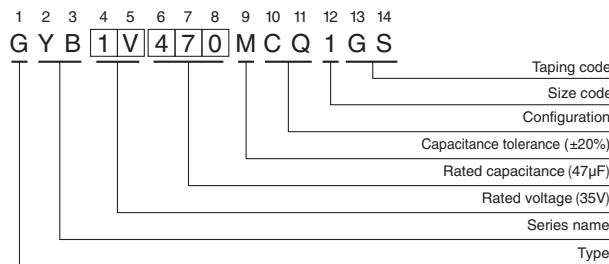 1 2 3 4 5 6 7 8 9 10 11 12 13 14
G Y B 1 V 4 7 0 M C Q 1 G S
Taping code
Size code
Configuration
Capacitance tolerance (±20%)
Rated capacitance (47µF)
Rated voltage (35V)
Series name
Type